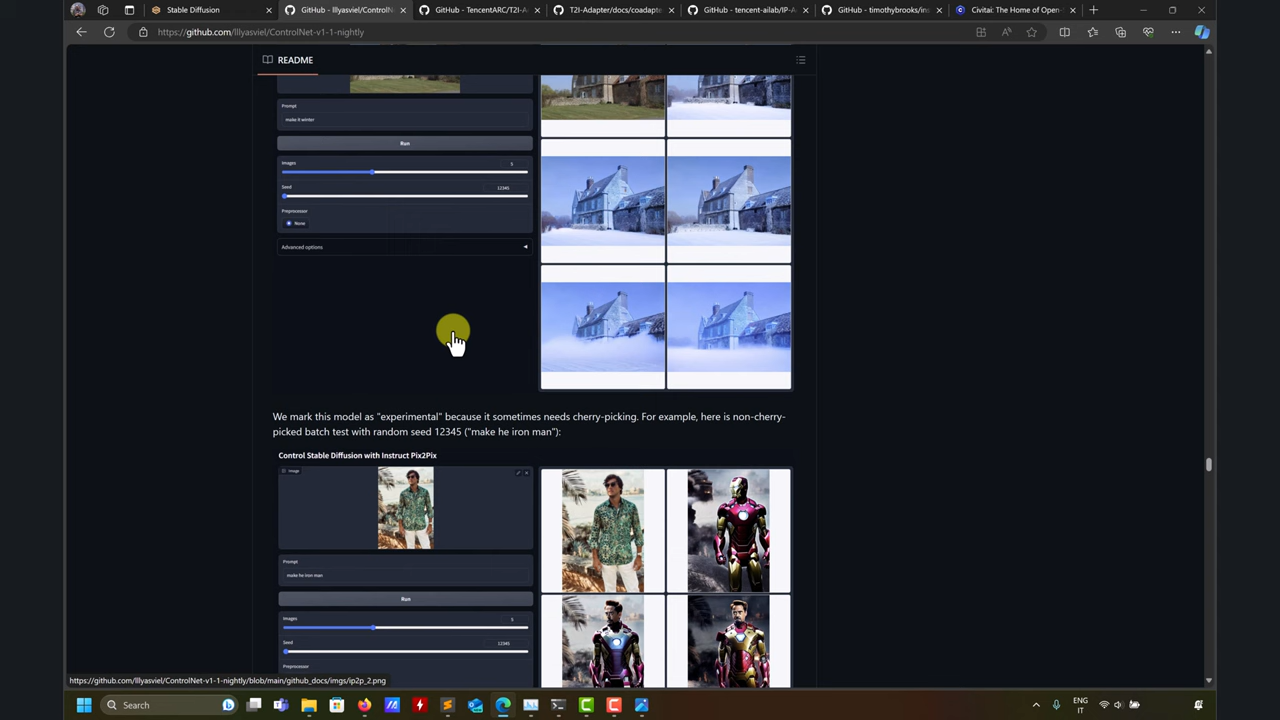 Stable Diffusion
GitHub - lllyasviel/ControlN
GitHub - TencentARC/T2I-Ad
T2I-Adapter/docs/coadapte
GitHub - tencent-ailab/IP-A
GitHub - timothybrooks/ins
Civitai: The Home of Open-
https://github.com/lllyasviel/ControlNet-v1-1-nightly
README
Prompt
make it winter
Run
Images
5
Seed
12345
Preprocessor
None
Advanced options
We mark this model as "experimental" because it sometimes needs cherry-picking. For example, here is non-cherry-
picked batch test with random seed 12345 ("make he iron man"):
Control Stable Diffusion with Instruct Pix2Pix
Image
Prompt
make he iron man
Run
Images
5
Seed
12345
Preprocessor
https://github.com/lllyasviel/ControlNet-v1-1-nightly/blob/main/github_docs/imgs/ip2p_2.png
Search
ENG
IT